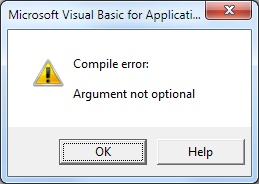 Microsoft Visual Basic for Applicati...
Compile error:
Argument not optional
OK
Help